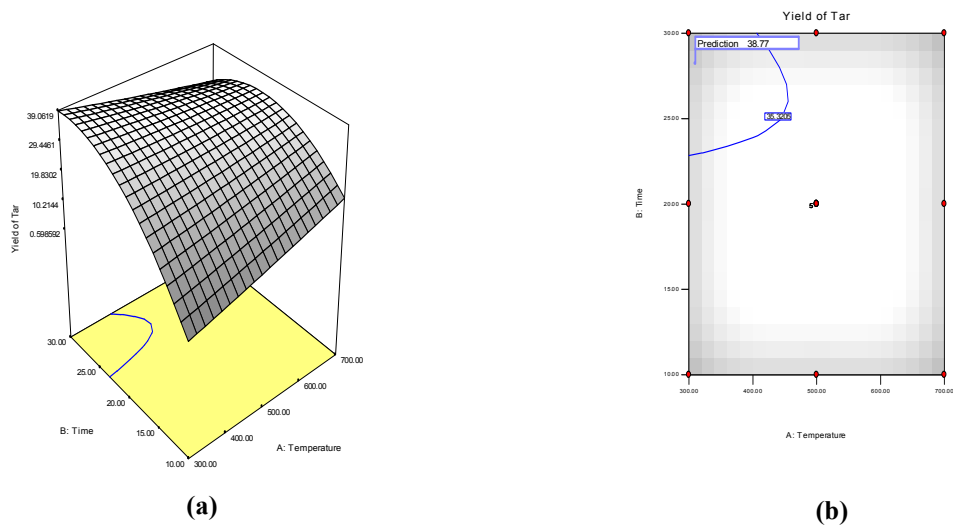 39.0819
29.4461
19.8302
10.2144
0.598592
Yield of Tar
30.00
25.00
20.00
15.00
10.00
B: Time
300.00
400.00
500.00
600.00
700.00
A: Temperature
(a)
Yield of Tar
Prediction 38.77
30.00
25.00
20.00
15.00
10.00
B: Time
5
300.00
400.00
500.00
600.00
700.00
A: Temperature
(b)